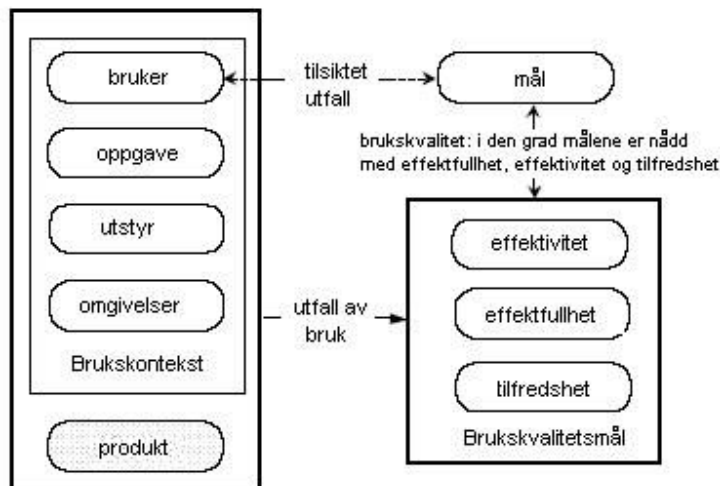 bruker
oppgave
utstyr
omgivelser
Brukskontekst
produkt
tilsiktet
utfall
mål
brukskvalitet: i den grad målene er nådd
med effektfullhet, effektivitet og tilfredshet
utfall av
bruk
effektivitet
effektfullhet
tilfredshet
Brukskvalitetsmål